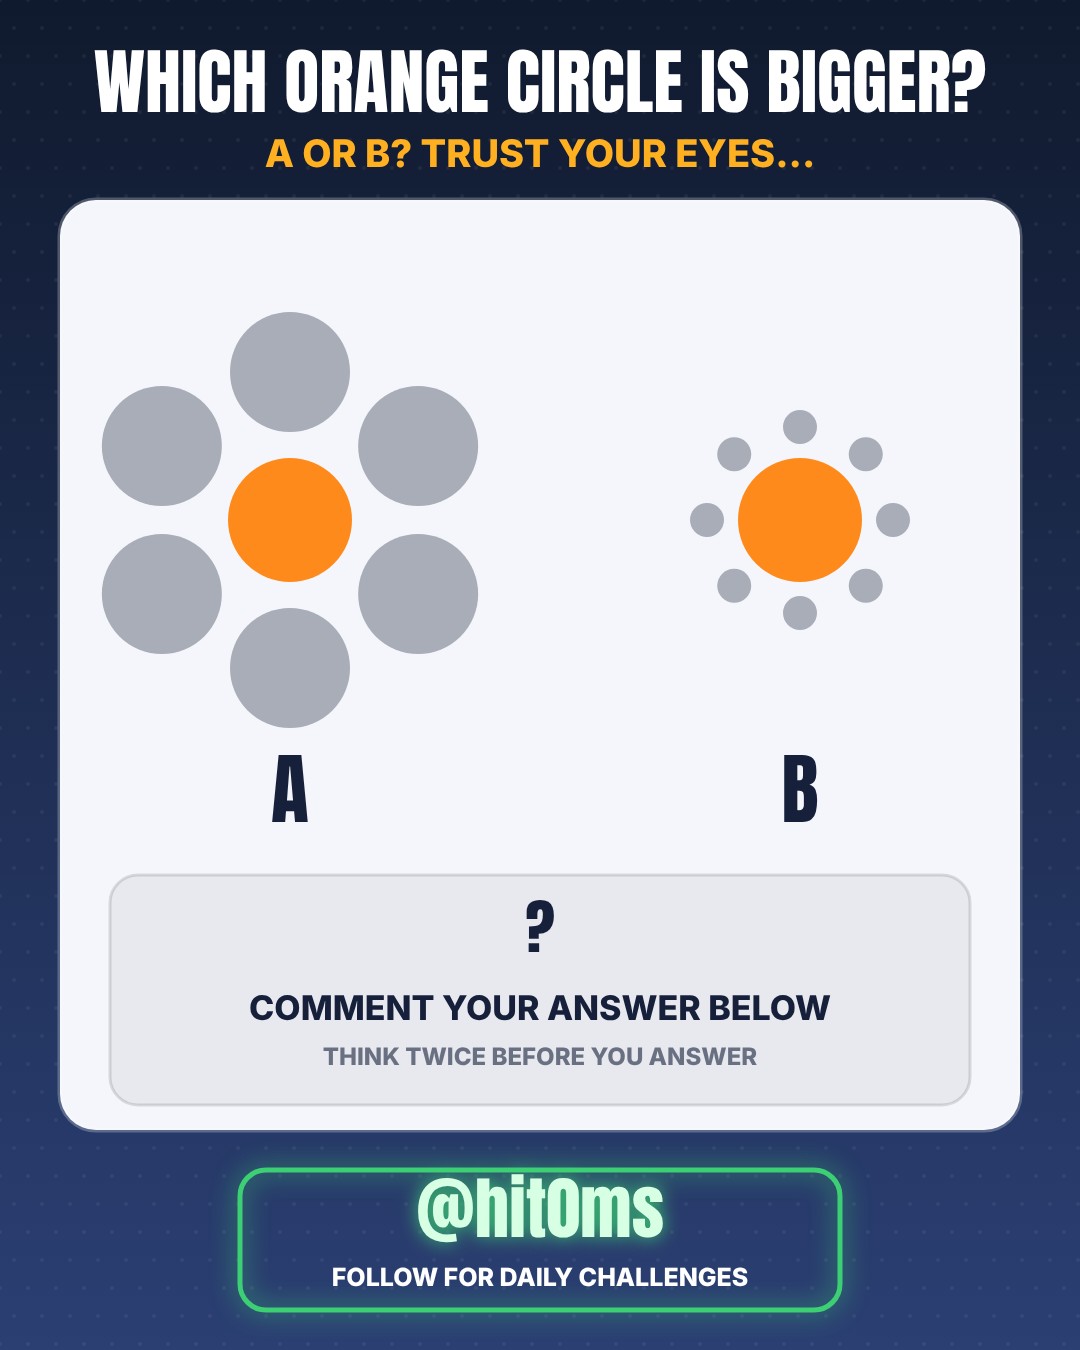 WHICH ORANGE CIRCLE IS BIGGER?
A OR B? TRUST YOUR EYES...
A
B
?
COMMENT YOUR ANSWER BELOW
THINK TWICE BEFORE YOU ANSWER
@hit0ms
FOLLOW FOR DAILY CHALLENGES